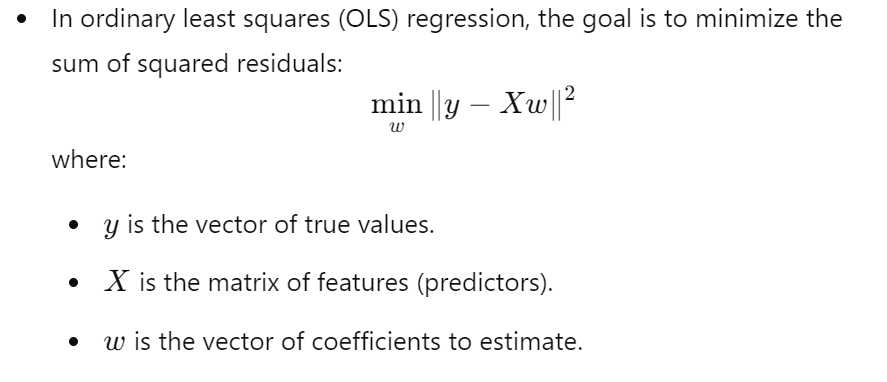 • In ordinary least squares (OLS) regression, the goal is to minimize the
sum of squared residuals:
min ‖y − Xw‖²
w
where:
• y is the vector of true values.
• X is the matrix of features (predictors).
• w is the vector of coefficients to estimate.